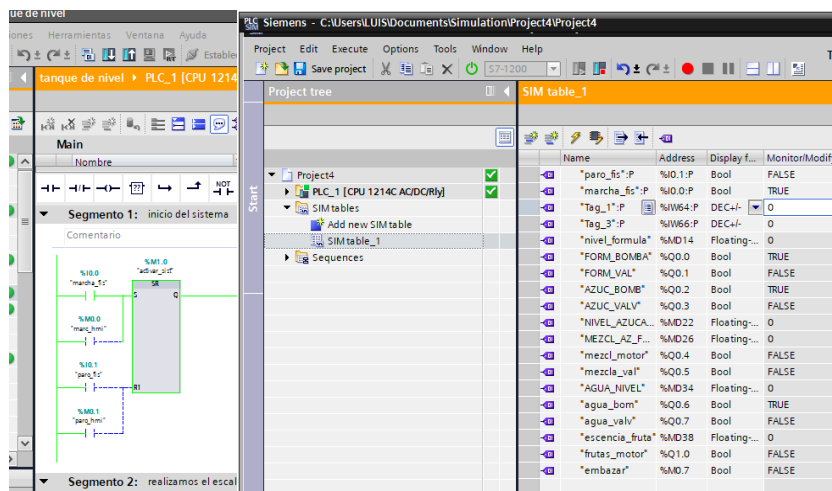 ue de nivel
ones Herramientas Ventana Ayuda
Establec
tanque de nivel PLC_1 [CPU 1214
Main
Nombre
??
NOT
Segmento 1: inicio del sistema
Comentario
%M1.0
"activar_sist"
%I0.0
"marcha_fis"
SR
S Q
%M0.0
"marc_hmi"
%I0.1
"paro_fis"
R1
%M0.1
"paro_hmi"
Segmento 2: realizamos el escal
PLC SIM Siemens - C:\Users\LUIS\Documents\Simulation\Project4\Project4
Project Edit Execute Options Tools Window Help
Save project S7-1200 T
Project tree
Start
Project4
PLC_1 [CPU 1214C AC/DC/Rly]
SIM tables
Add new SIM table
SIM table_1
Sequences
SIM table_1
Name Address Display f... Monitor/Modify
"paro_fis":P %I0.1:P Bool FALSE
"marcha_fis":P %I0.0:P Bool TRUE
"Tag_1":P %IW64:P DEC+/- 0
"Tag_3":P %IW66:P DEC+/- 0
"nivel_formula" %MD14 Floating-... 0
"FORM_BOMBA" %Q0.0 Bool TRUE
"FORM_VAL" %Q0.1 Bool FALSE
"AZUC_BOMB" %Q0.2 Bool TRUE
"AZUC_VALV" %Q0.3 Bool FALSE
"NIVEL_AZUCA... %MD22 Floating-... 0
"MEZCL_AZ_F... %MD26 Floating-... 0
"mezcl_motor" %Q0.4 Bool FALSE
"mezcla_val" %Q0.5 Bool FALSE
"AGUA_NIVEL" %MD34 Floating-... 0
"agua_bom" %Q0.6 Bool TRUE
"agua_valv" %Q0.7 Bool FALSE
"escencia_fruta" %MD38 Floating-... 0
"frutas_motor" %Q1.0 Bool FALSE
"embazar" %M0.7 Bool FALSE